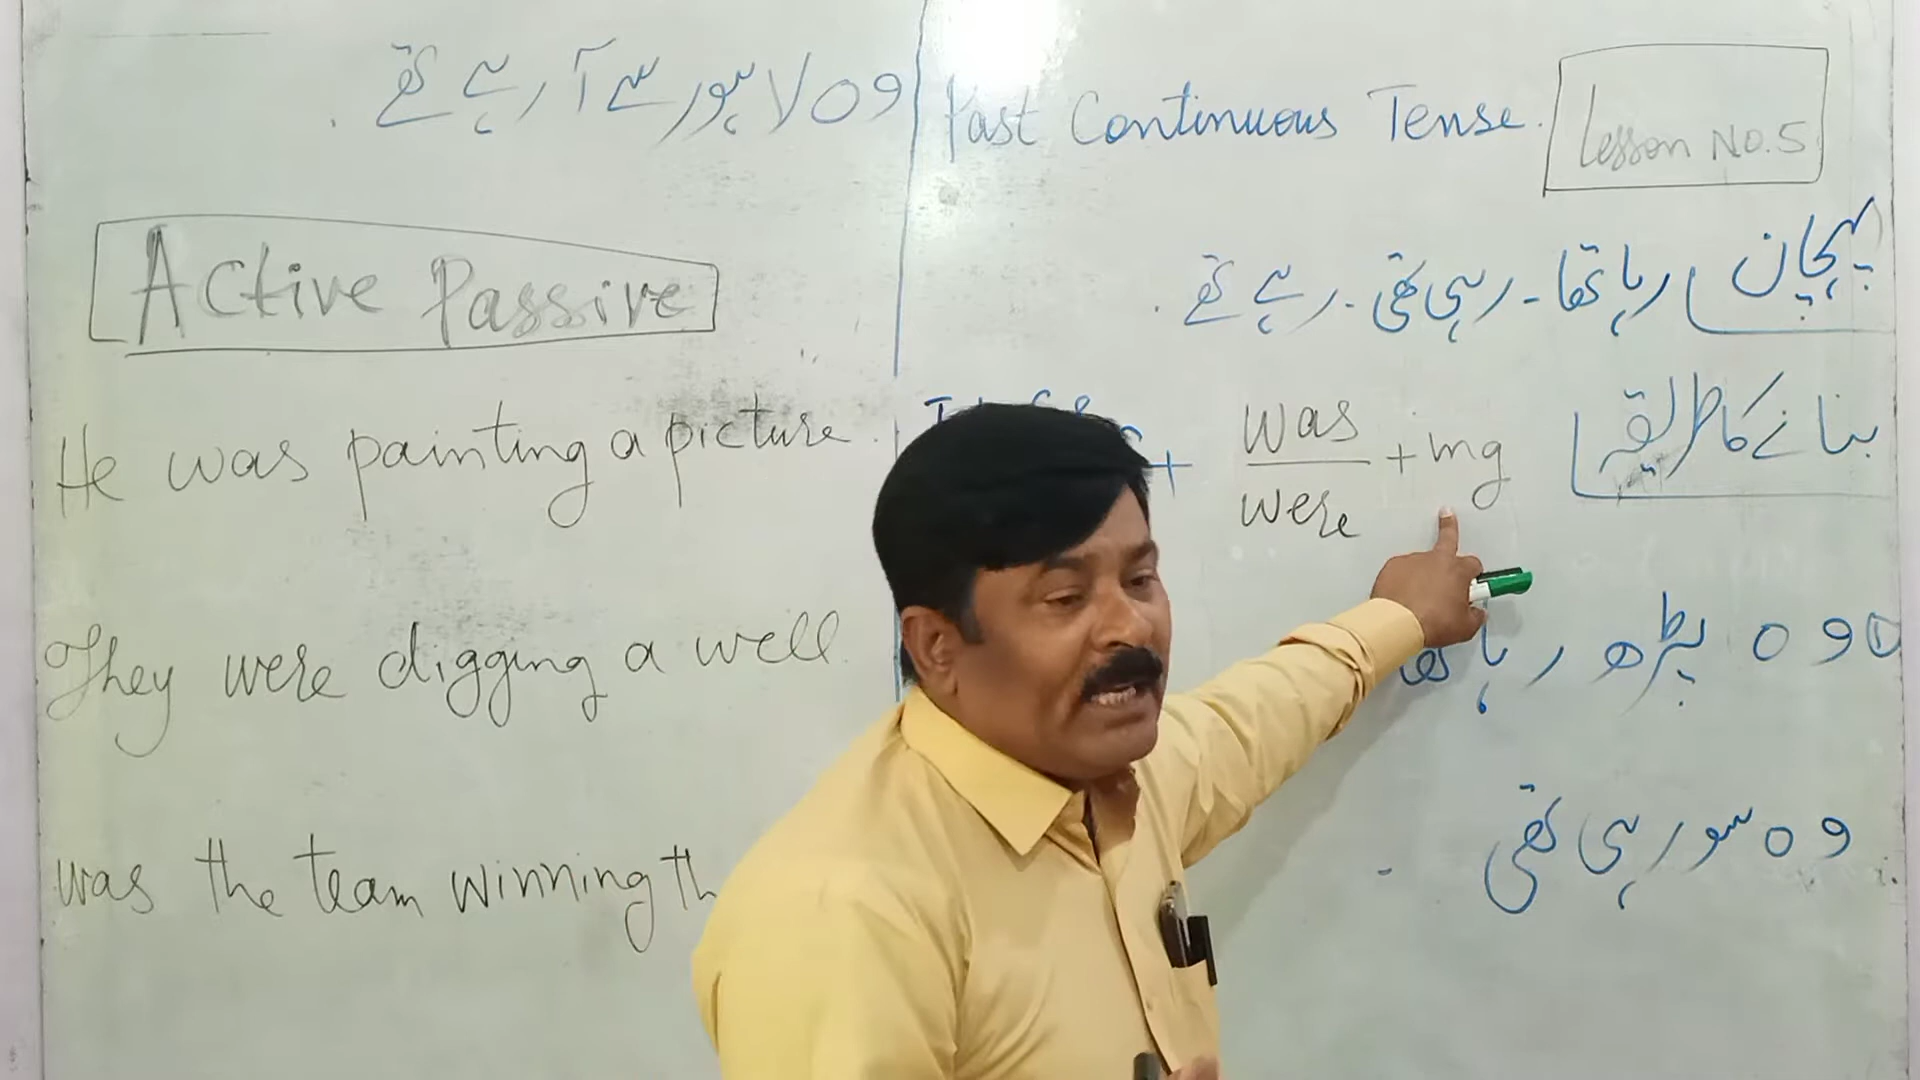 وہ لاہور سے آ رہے تھے .
Active Passive
He was painting a picture .
They were digging a well
was the team winning th
Past Continuous Tense .
Lesson No. 5
پہچان
رہا تھا - رہی تھی - رہے تھے .
بنانے کا طریقہ
+ was / were + ing
① وہ پڑھ رہا تھا
وہ سو رہی تھی -